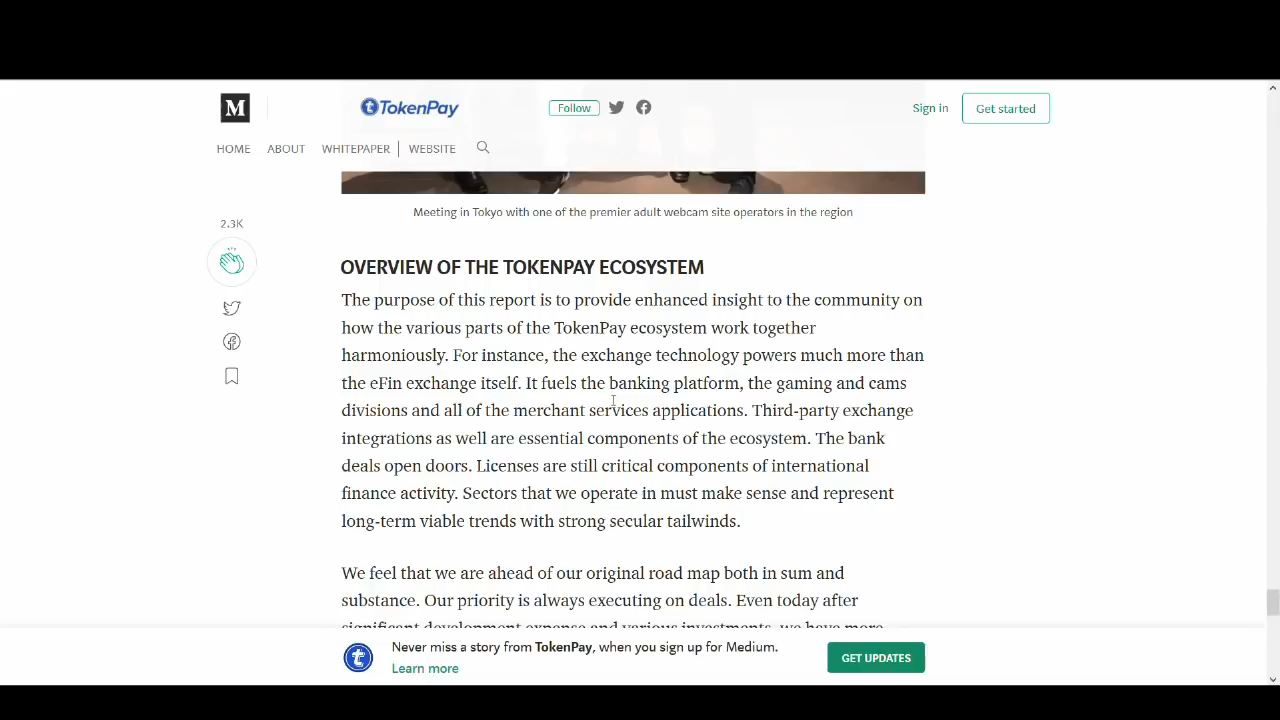 M
TokenPay
Follow
Sign in
Get started
HOME ABOUT WHITEPAPER WEBSITE
Meeting in Tokyo with one of the premier adult webcam site operators in the region
2.3K
OVERVIEW OF THE TOKENPAY ECOSYSTEM
The purpose of this report is to provide enhanced insight to the community on
how the various parts of the TokenPay ecosystem work together
harmoniously. For instance, the exchange technology powers much more than
the eFin exchange itself. It fuels the banking platform, the gaming and cams
divisions and all of the merchant services applications. Third-party exchange
integrations as well are essential components of the ecosystem. The bank
deals open doors. Licenses are still critical components of international
finance activity. Sectors that we operate in must make sense and represent
long-term viable trends with strong secular tailwinds.
We feel that we are ahead of our original road map both in sum and
substance. Our priority is always executing on deals. Even today after
significant development expense and various investments, we have more
Never miss a story from TokenPay, when you sign up for Medium.
Learn more
GET UPDATES